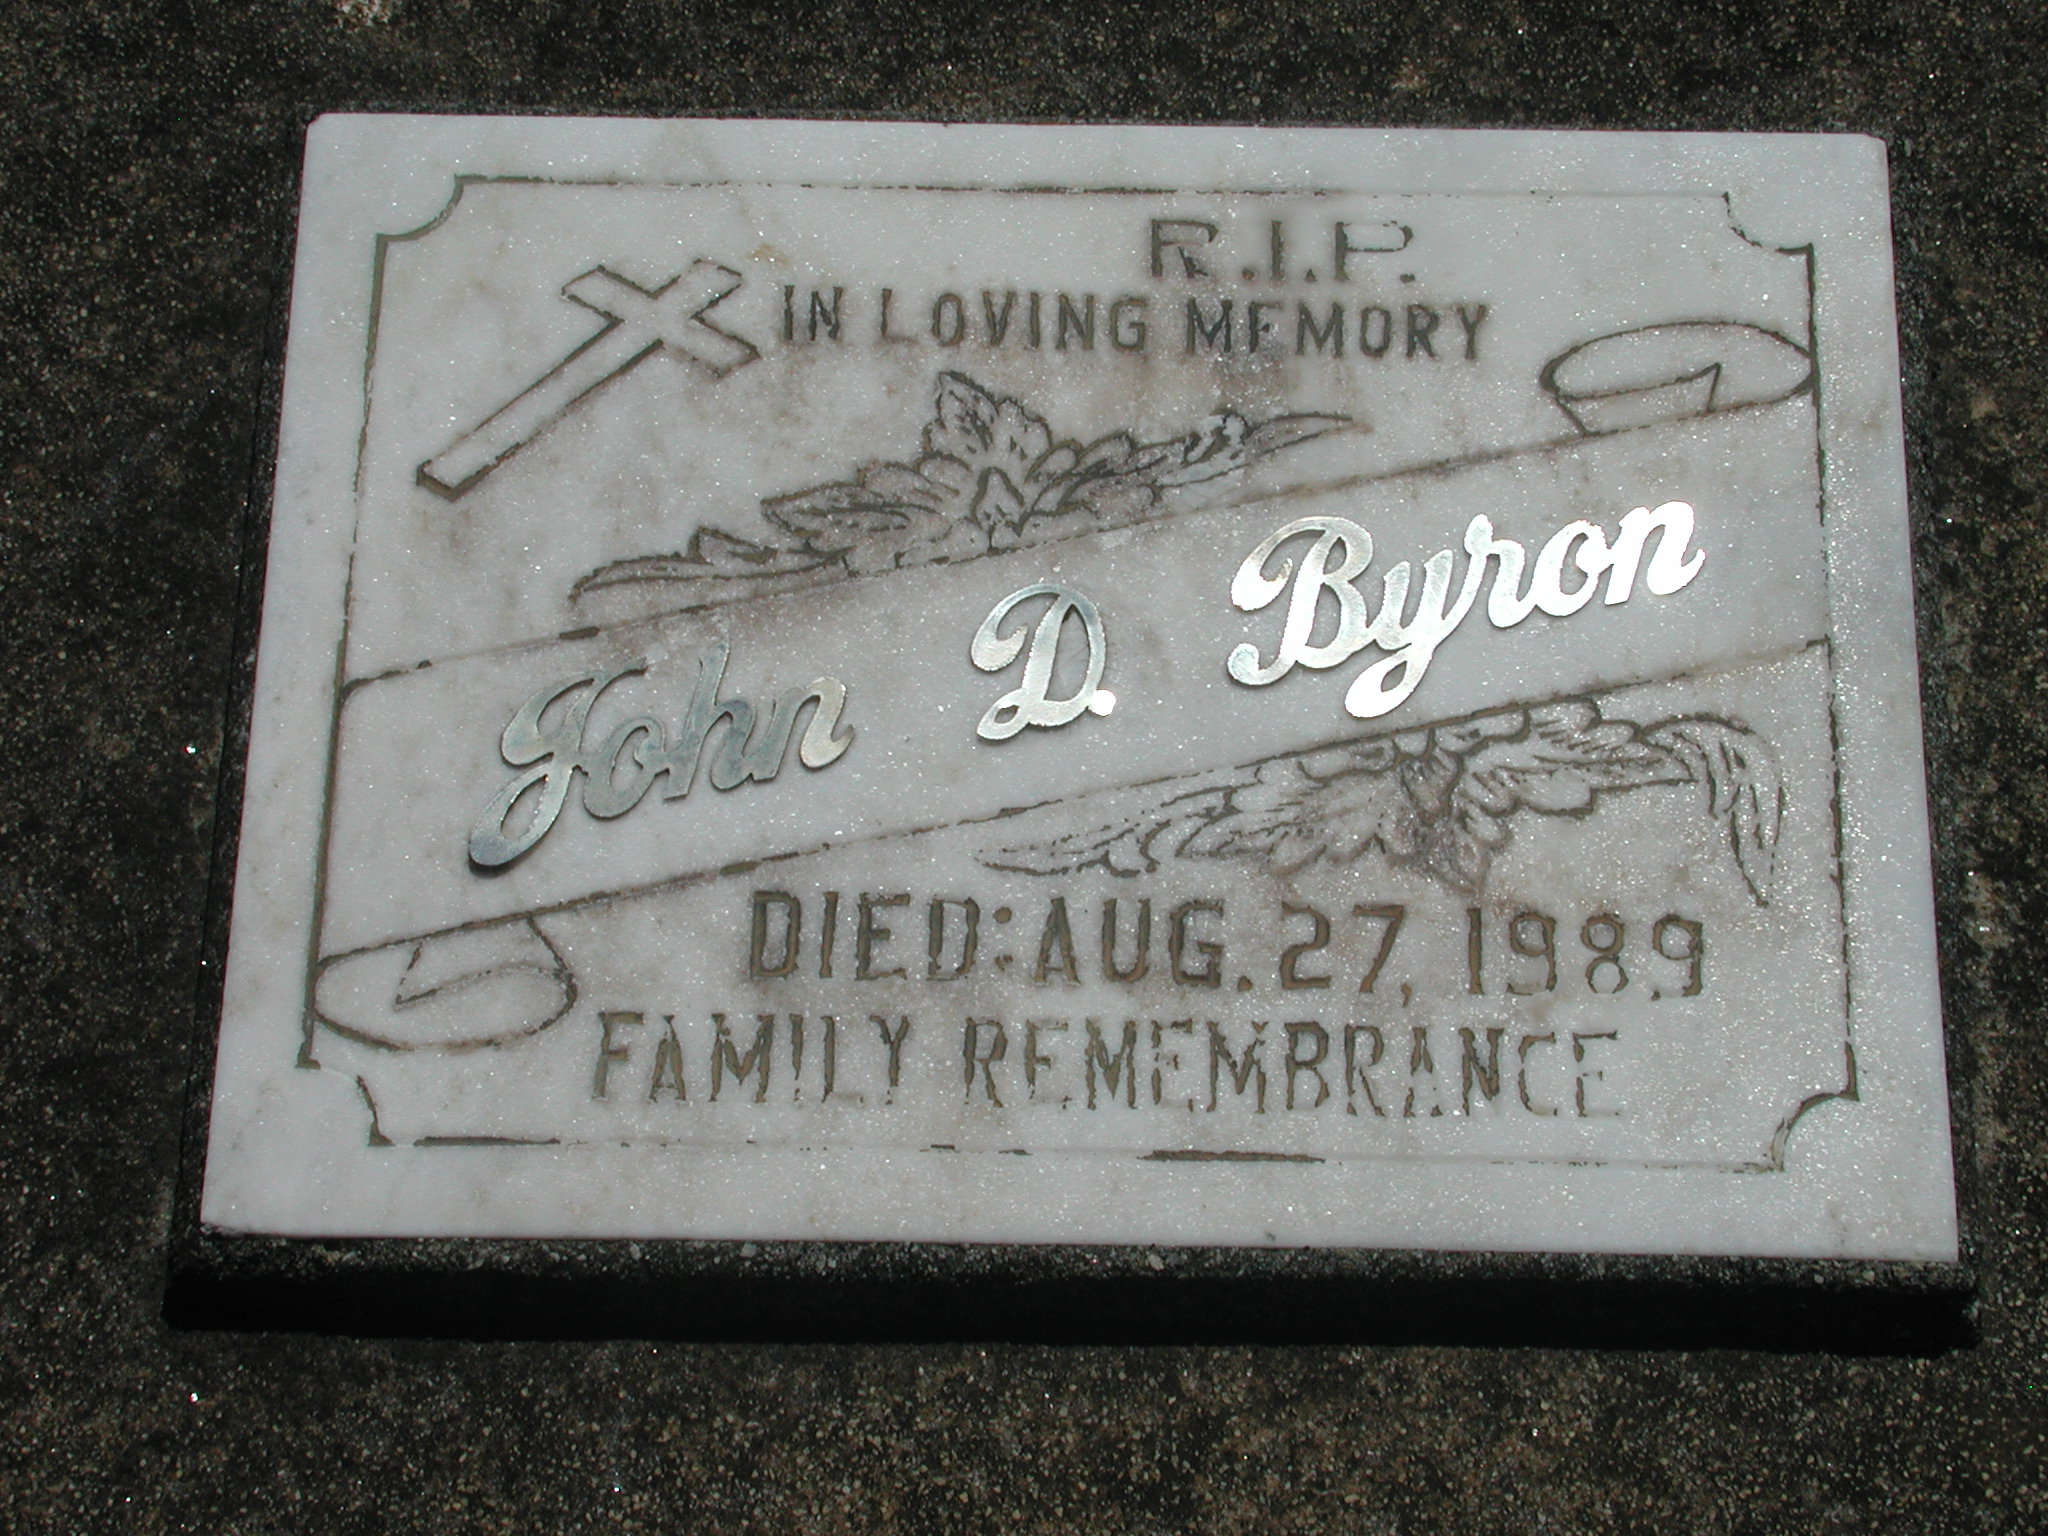 R.I.P.
IN LOVING MEMORY
John D. Byron
DIED: AUG. 27, 1989
FAMILY REMEMBRANCE